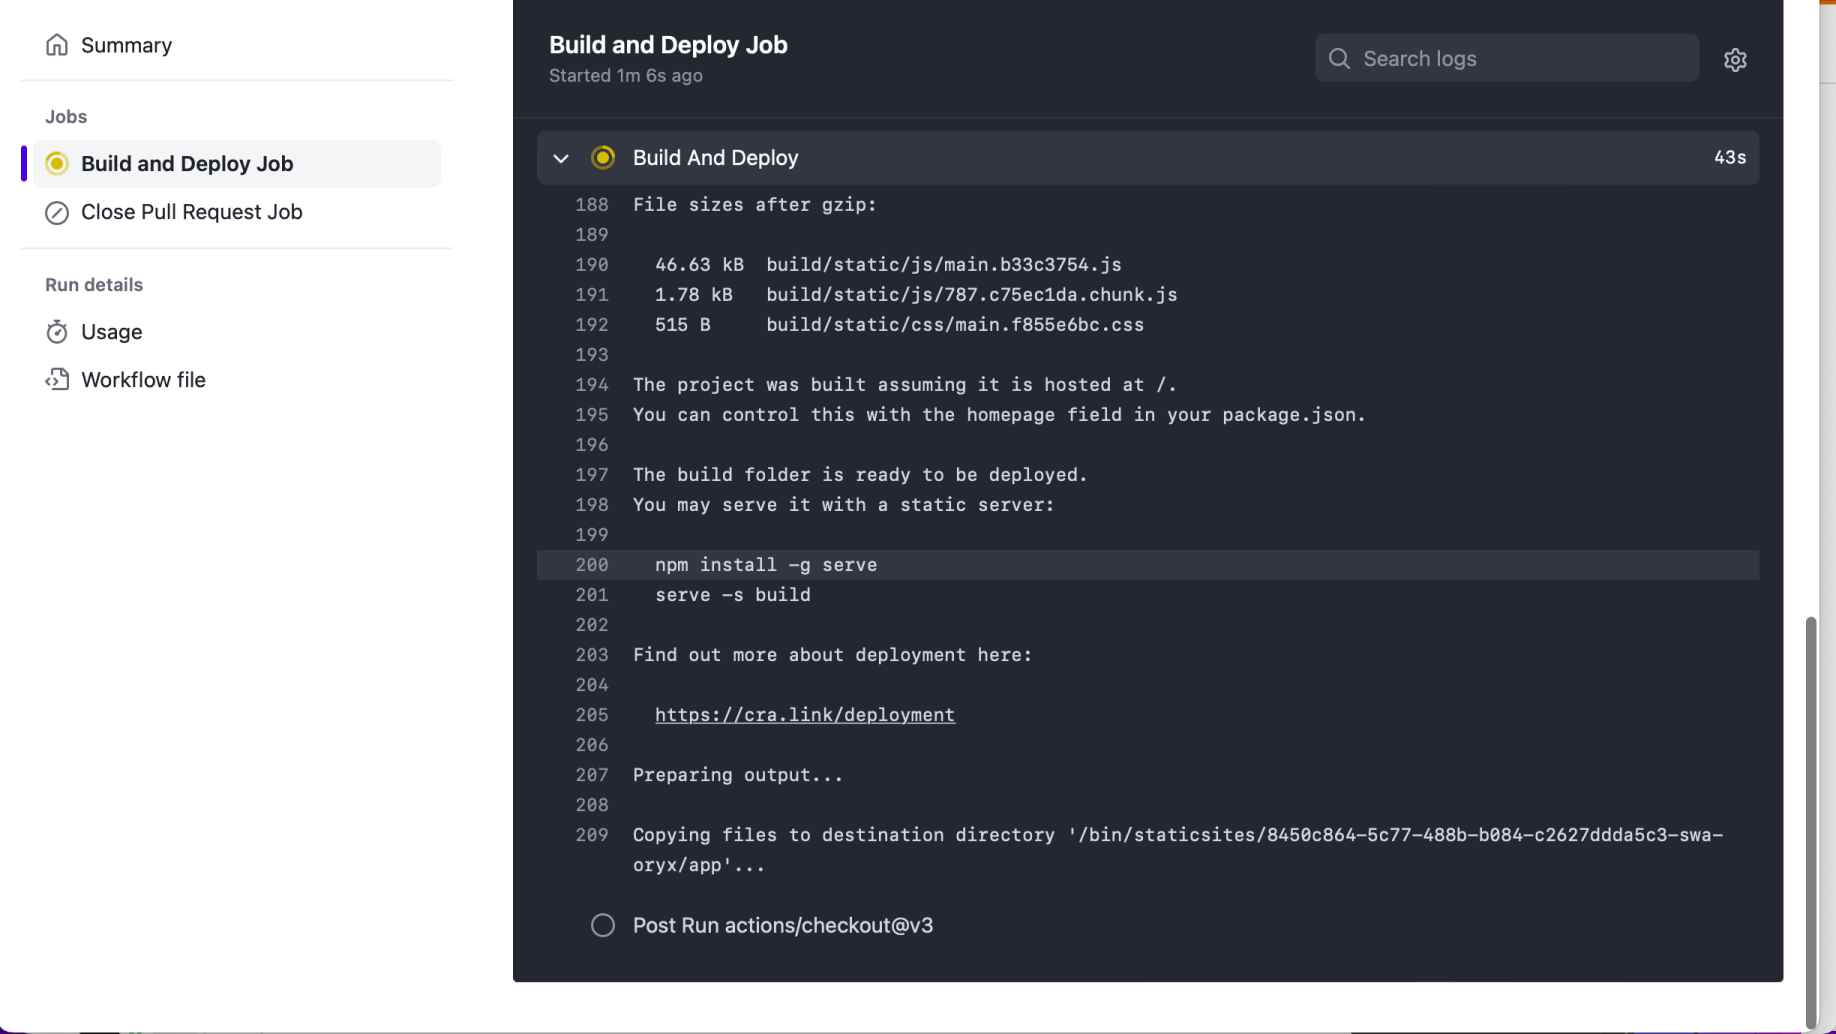 Summary
Jobs
Build and Deploy Job
Close Pull Request Job
Run details
Usage
Workflow file
Build and Deploy Job
Started 1m 6s ago
Search logs
Build And Deploy 43s
188 File sizes after gzip:
189
190 46.63 kB build/static/js/main.b33c3754.js
191 1.78 kB build/static/js/787.c75ec1da.chunk.js
192 515 B build/static/css/main.f855e6bc.css
193
194 The project was built assuming it is hosted at /.
195 You can control this with the homepage field in your package.json.
196
197 The build folder is ready to be deployed.
198 You may serve it with a static server:
199
200 npm install -g serve
201 serve -s build
202
203 Find out more about deployment here:
204
205 https://cra.link/deployment
206
207 Preparing output...
208
209 Copying files to destination directory '/bin/staticsites/8450c864-5c77-488b-b084-c2627ddda5c3-swa-
oryx/app'...
Post Run actions/checkout@v3